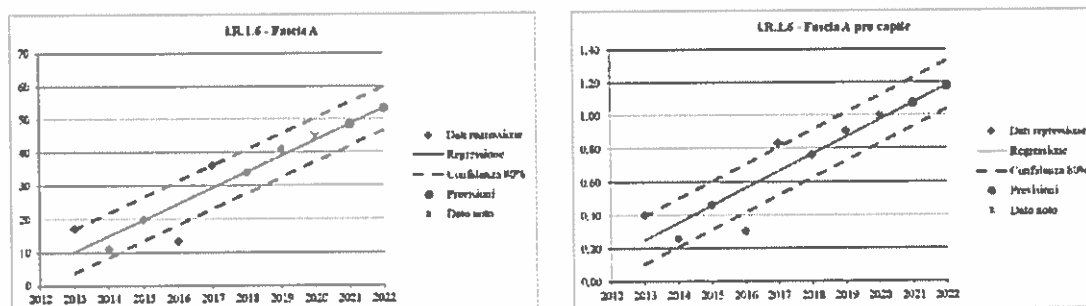 I.R.1.6 - Fascia A
70
60
50
40
30
20
10
0
2012 2013 2014 2015 2016 2017 2018 2019 2020 2021 2022
Dati regressione
Regressione
Confidenza 80%
Previsioni
Dato noto
I.R.1.6 - Fascia A pro capite
1.40
1.20
1.00
0.80
0.60
0.40
0.20
0.00
2012 2013 2014 2015 2016 2017 2018 2019 2020 2021 2022
Dati regressione
Regressione
Confidenza 80%
Previsioni
Dato noto